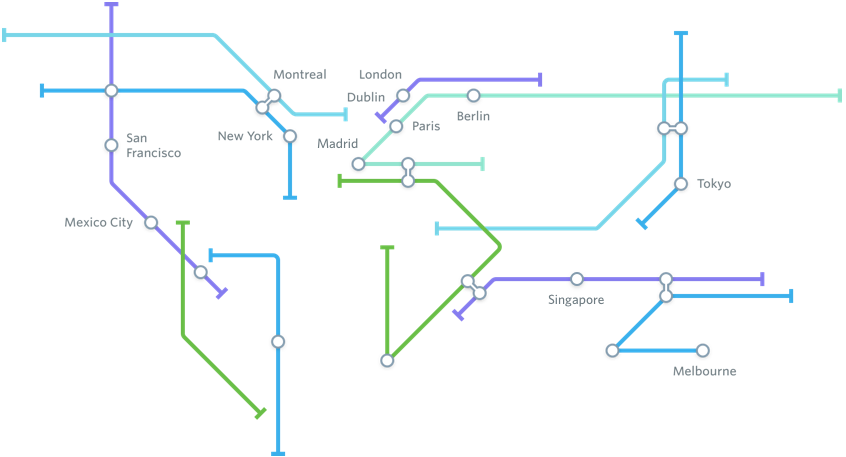 Montreal
London
Dublin
Berlin
Paris
New York
San
Francisco
Madrid
Tokyo
Mexico City
Singapore
Melbourne